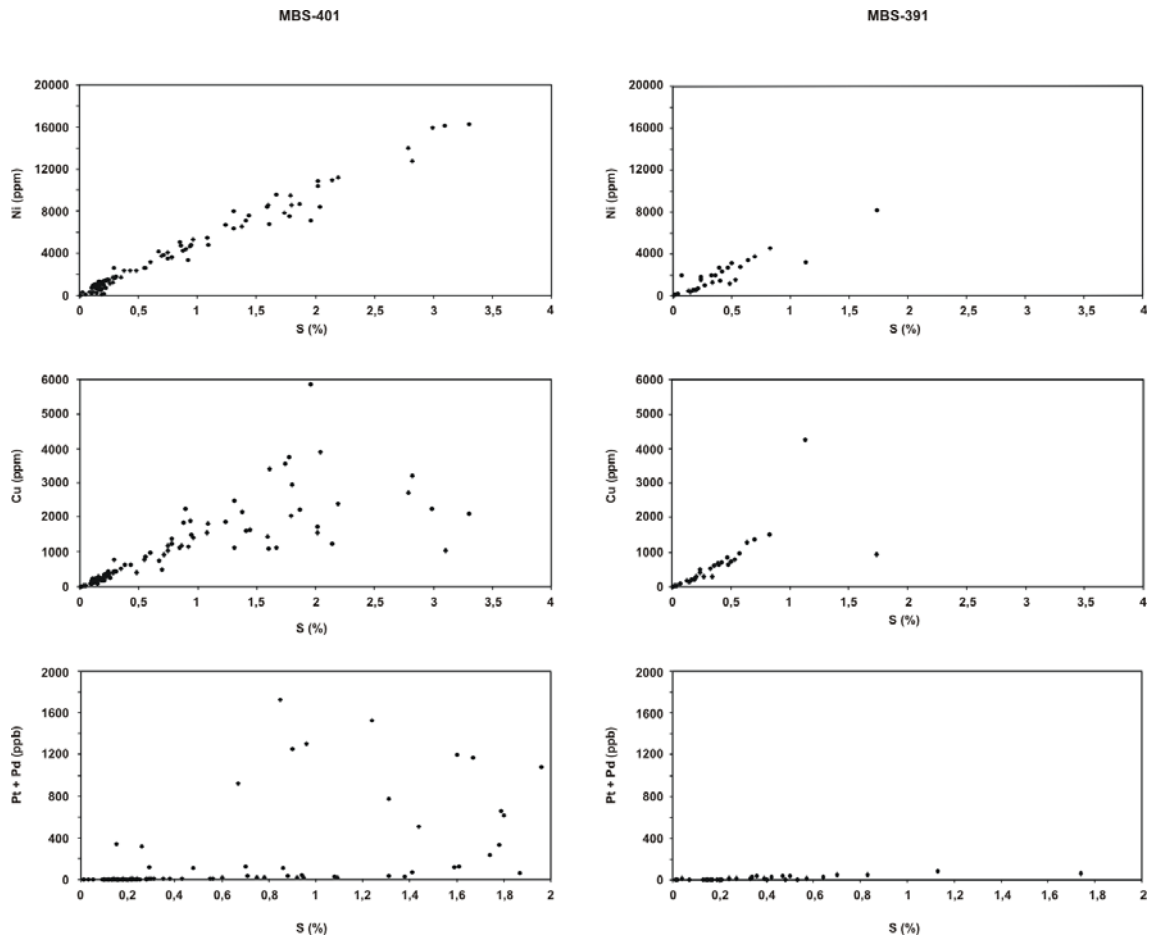 MBS-401 MBS-391
20000 20000
16000 16000
12000 12000
Ni (ppm) Ni (ppm)
8000 8000
4000 4000
0 0
0 0,5 1 1,5 2 2,5 3 3,5 4 0 0,5 1 1,5 2 2,5 3 3,5 4
S (%) S (%)
6000 6000
5000 5000
4000 4000
Cu (ppm) Cu (ppm)
3000 3000
2000 2000
1000 1000
0 0
0 0,5 1 1,5 2 2,5 3 3,5 4 0 0,5 1 1,5 2 2,5 3 3,5 4
S (%) S (%)
2000 2000
1600 1600
1200 1200
Pt + Pd (ppb) Pt + Pd (ppb)
800 800
400 400
0 0
0 0,2 0,4 0,6 0,8 1 1,2 1,4 1,6 1,8 2 0 0,2 0,4 0,6 0,8 1 1,2 1,4 1,6 1,8 2
S (%) S (%)